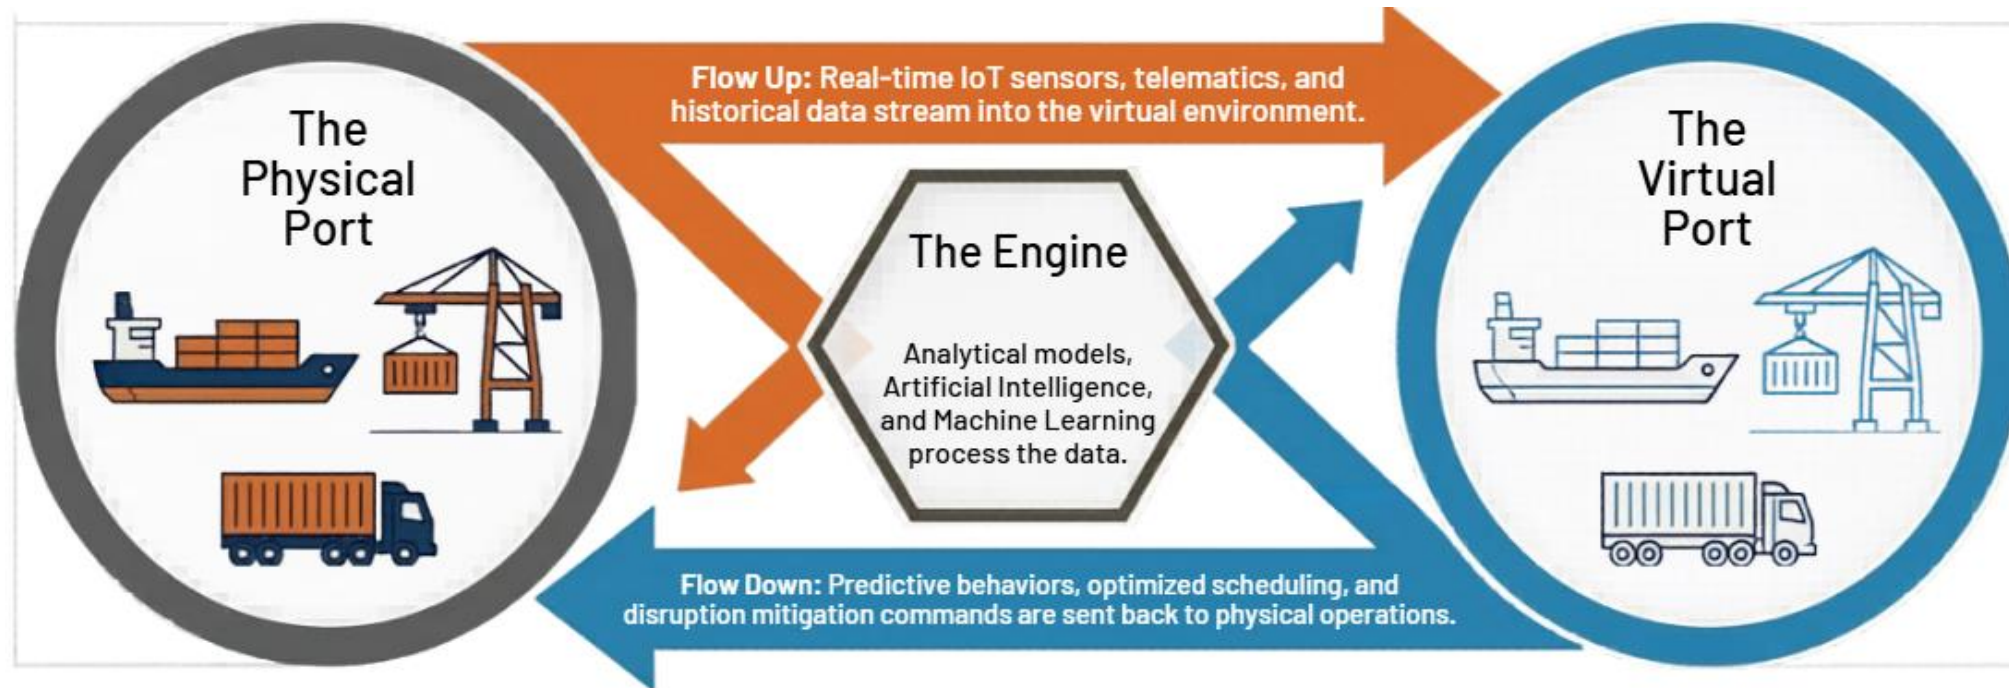 The
Physical
Port
Flow Up: Real-time IoT sensors, telematics, and
historical data stream into the virtual environment.
The Engine
Analytical models,
Artificial Intelligence,
and Machine Learning
process the data.
Flow Down: Predictive behaviors, optimized scheduling, and
disruption mitigation commands are sent back to physical operations.
The
Virtual
Port